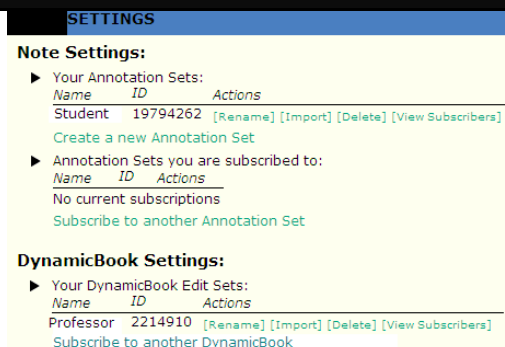 SETTINGS
Note Settings:
Your Annotation Sets:
Name ID Actions
Student 19794262 [Rename] [Import] [Delete] [View Subscribers]
Create a new Annotation Set
Annotation Sets you are subscribed to:
Name ID Actions
No current subscriptions
Subscribe to another Annotation Set
DynamicBook Settings:
Your DynamicBook Edit Sets:
Name ID Actions
Professor 2214910 [Rename] [Import] [Delete] [View Subscribers]
Subscribe to another DynamicBook